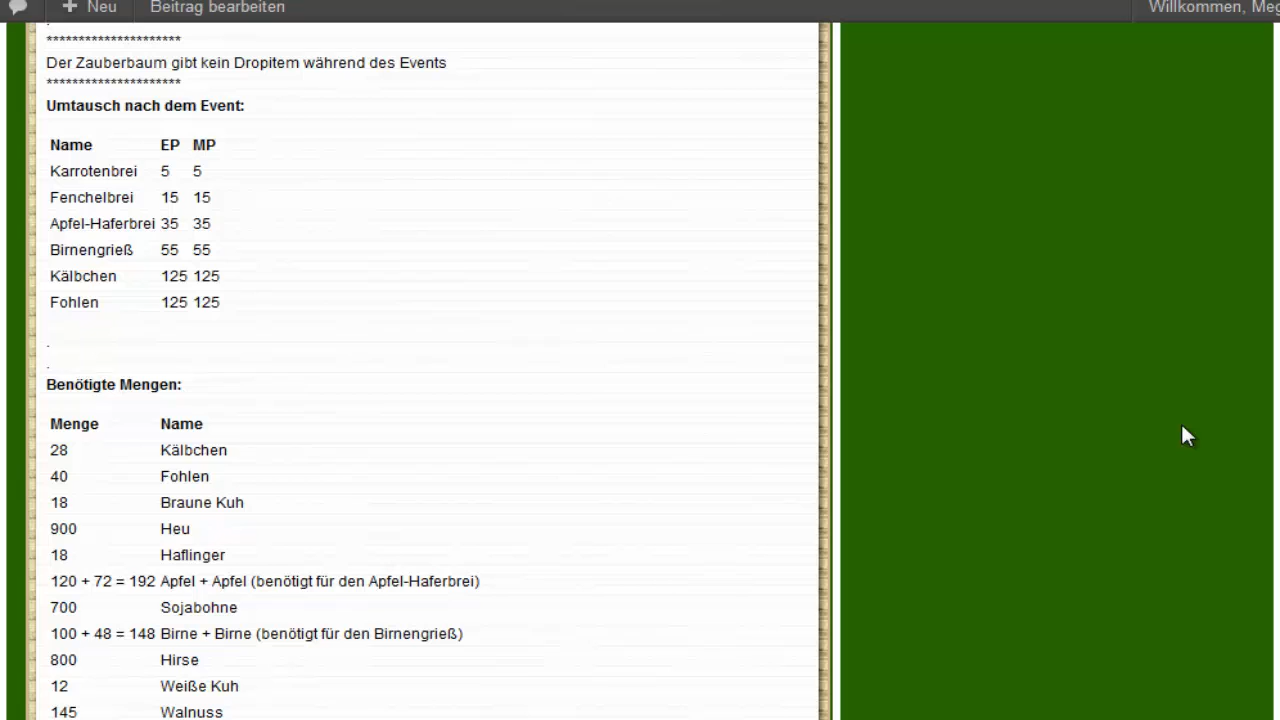 Neu Beitrag bearbeiten Willkommen, Meg
.
*********************
Der Zauberbaum gibt kein Dropitem während des Events
*********************
Umtausch nach dem Event:
Name EP MP
Karrotenbrei 5 5
Fenchelbrei 15 15
Apfel-Haferbrei 35 35
Birnengrieß 55 55
Kälbchen 125 125
Fohlen 125 125
.
.
Benötigte Mengen:
Menge Name
28 Kälbchen
40 Fohlen
18 Braune Kuh
900 Heu
18 Haflinger
120 + 72 = 192 Apfel + Apfel (benötigt für den Apfel-Haferbrei)
700 Sojabohne
100 + 48 = 148 Birne + Birne (benötigt für den Birnengrieß)
800 Hirse
12 Weiße Kuh
145 Walnuss